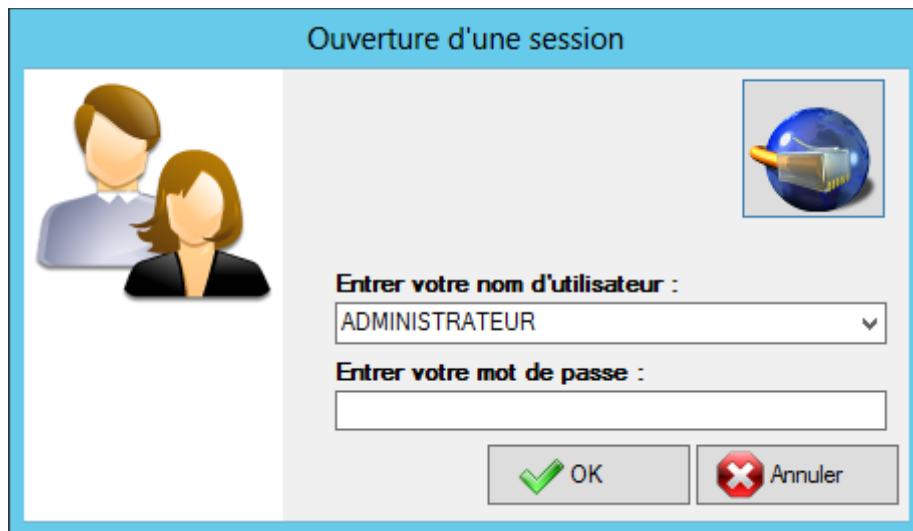 Ouverture d'une session
Entrer votre nom d'utilisateur :
ADMINISTRATEUR
Entrer votre mot de passe :
OK
Annuler